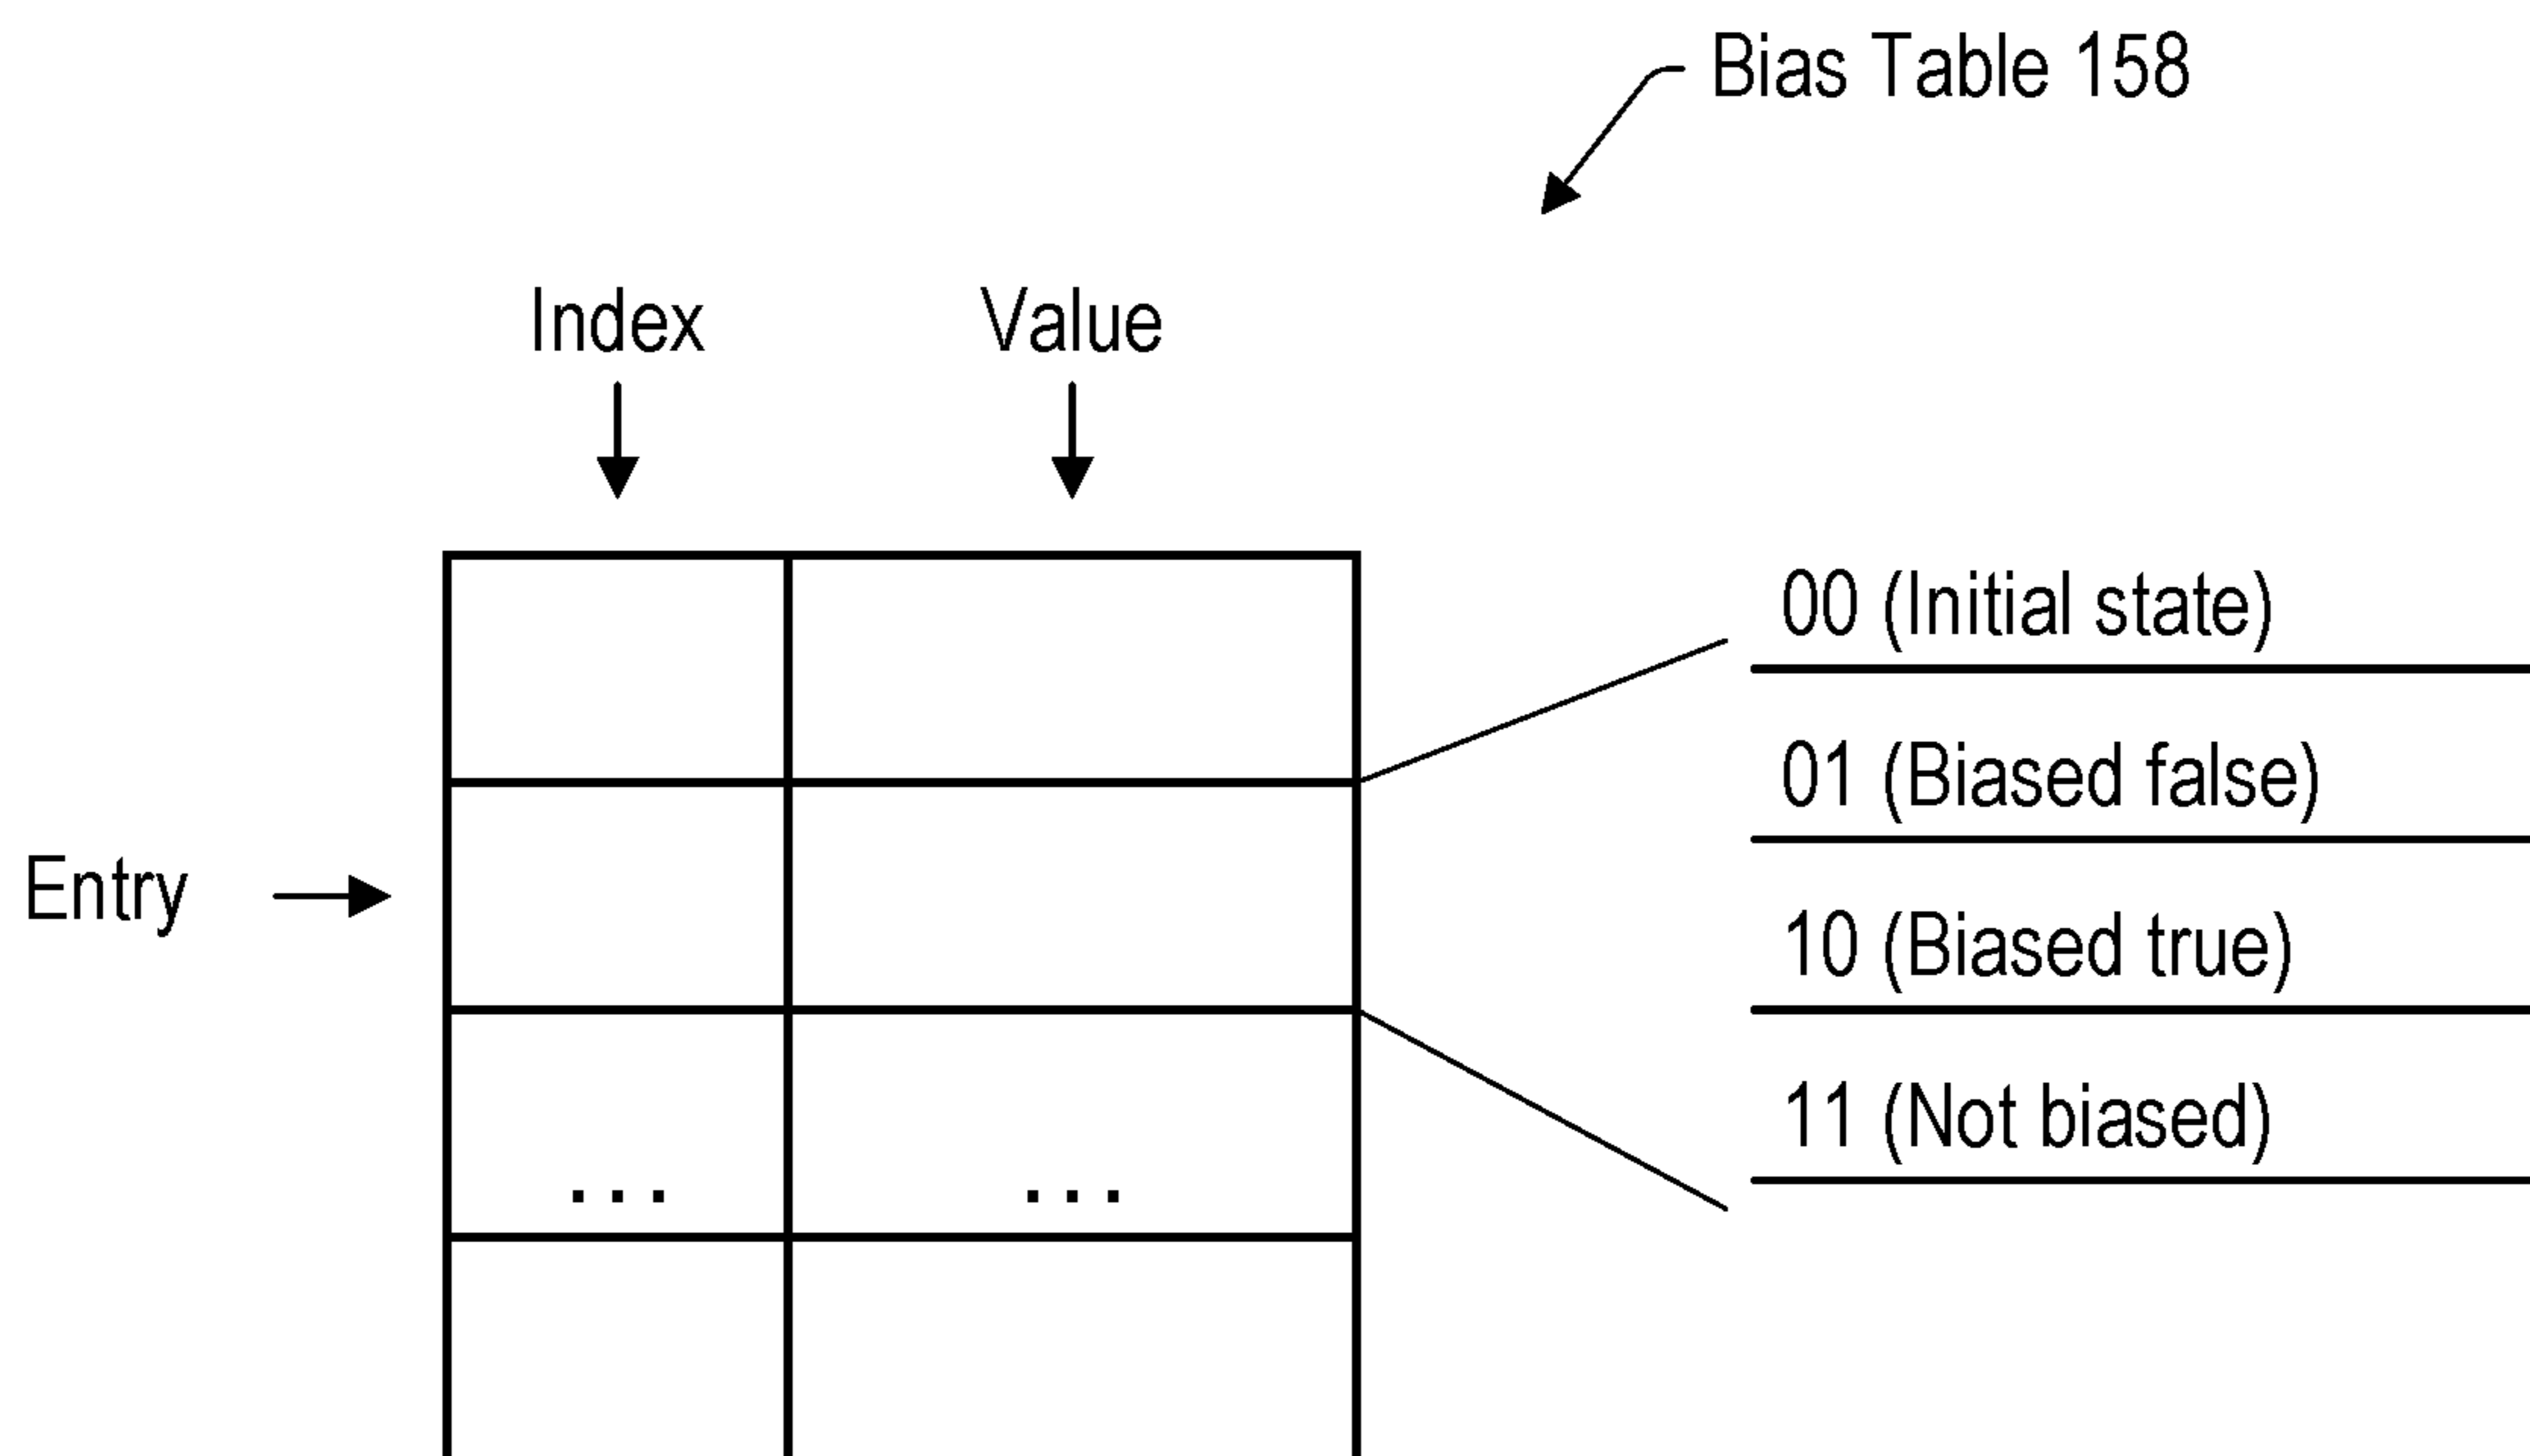 Bias Table 158
Index Value
00 (Initial state)
01 (Biased false)
Entry
10 (Biased true)
11 (Not biased)
... ...